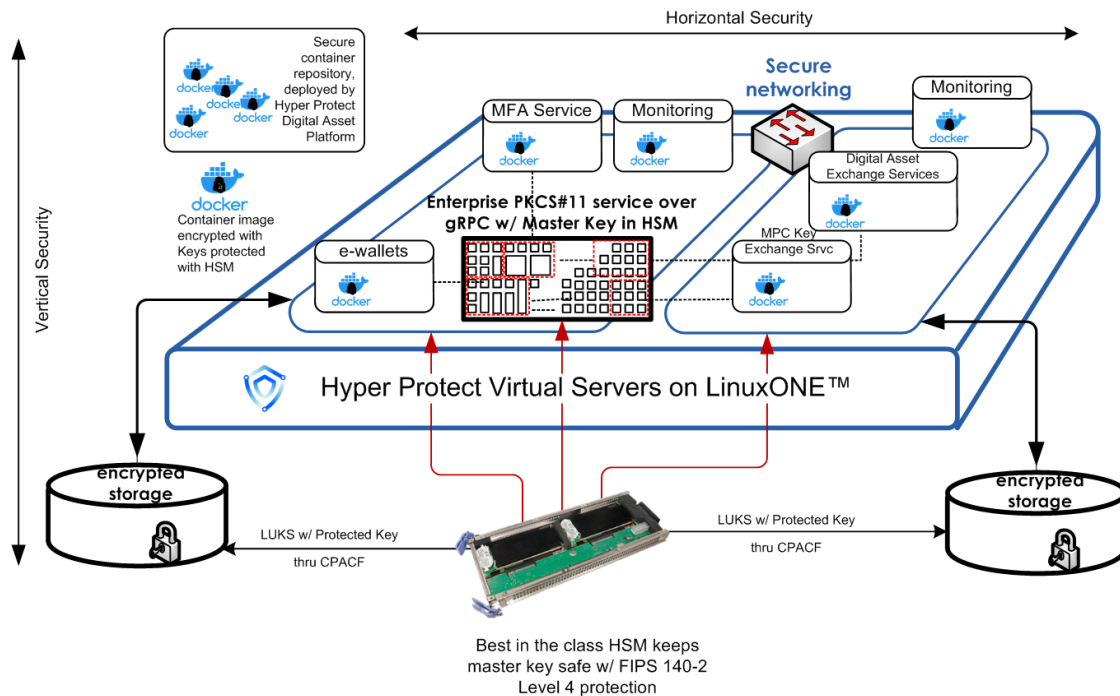 Horizontal Security
Vertical Security
Secure
container
repository,
deployed by
Hyper Protect
Digital Asset
Platform
docker
docker
docker
docker
docker
docker
Container image
encrypted with
Keys protected
with HSM
Secure
networking
MFA Service
docker
Monitoring
docker
Monitoring
docker
Digital Asset
Exchange Services
docker
Enterprise PKCS#11 service over
gRPC w/ Master Key in HSM
e-wallets
docker
MPC Key
Exchange Srvc
docker
Hyper Protect Virtual Servers on LinuxONE™
encrypted
storage
encrypted
storage
LUKS w/ Protected Key
thru CPACF
LUKS w/ Protected Key
thru CPACF
Best in the class HSM keeps
master key safe w/ FIPS 140-2
Level 4 protection